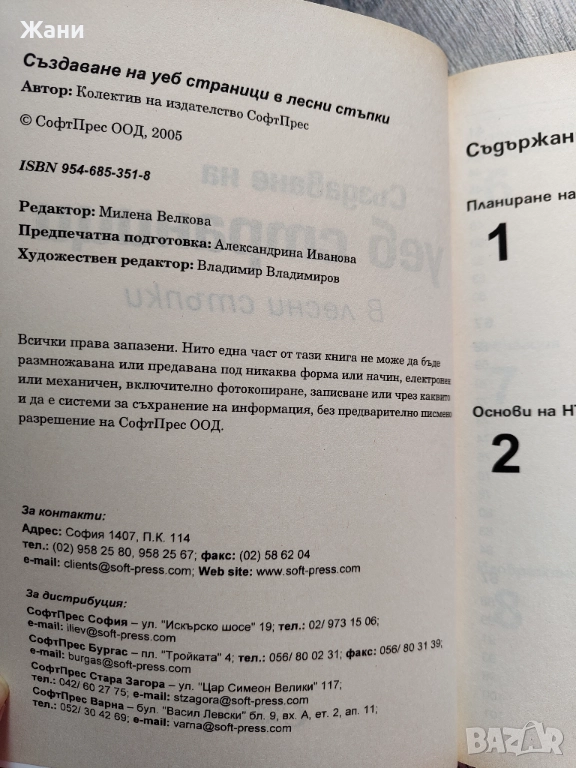 Жани
Създаване на уеб страници в лесни стъпки
Автор: Колектив на издателство СофтПрес
© СофтПрес ООД, 2005
ISBN 954-685-351-8
Редактор: Милена Велкова
Предпечатна подготовка: Александрина Иванова
Художествен редактор: Владимир Владимиров
Всички права запазени. Нито една част от тази книга не може да бъде
размножавана или предавана под никаква форма или начин, електронен
или механичен, включително фотокопиране, записване или чрез каквито
и да е системи за съхранение на информация, без предварително писмено
разрешение на СофтПрес ООД.
За контакти:
Адрес: София 1407, П.К. 114
тел.: (02) 958 25 80, 958 25 67; факс: (02) 58 62 04
e-mail: clients@soft-press.com; Web site: www.soft-press.com
За дистрибуция:
СофтПрес София – ул. "Искърско шосе" 19; тел.: 02/ 973 15 06;
e-mail: iliev@soft-press.com
СофтПрес Бургас – пл. "Тройката" 4; тел.: 056/ 80 02 31; факс: 056/ 80 31 39;
e-mail: burgas@soft-press.com
СофтПрес Стара Загора – ул. "Цар Симеон Велики" 117;
тел.: 042/ 60 27 75; e-mail: stzagora@soft-press.com
СофтПрес Варна – бул. "Васил Левски" бл. 9, вх. А, ет. 2, ап. 11;
тел.: 052/ 30 42 69; e-mail: varna@soft-press.com
Съдържан
Планиране на
1
Основи на HT
2
BAZAR